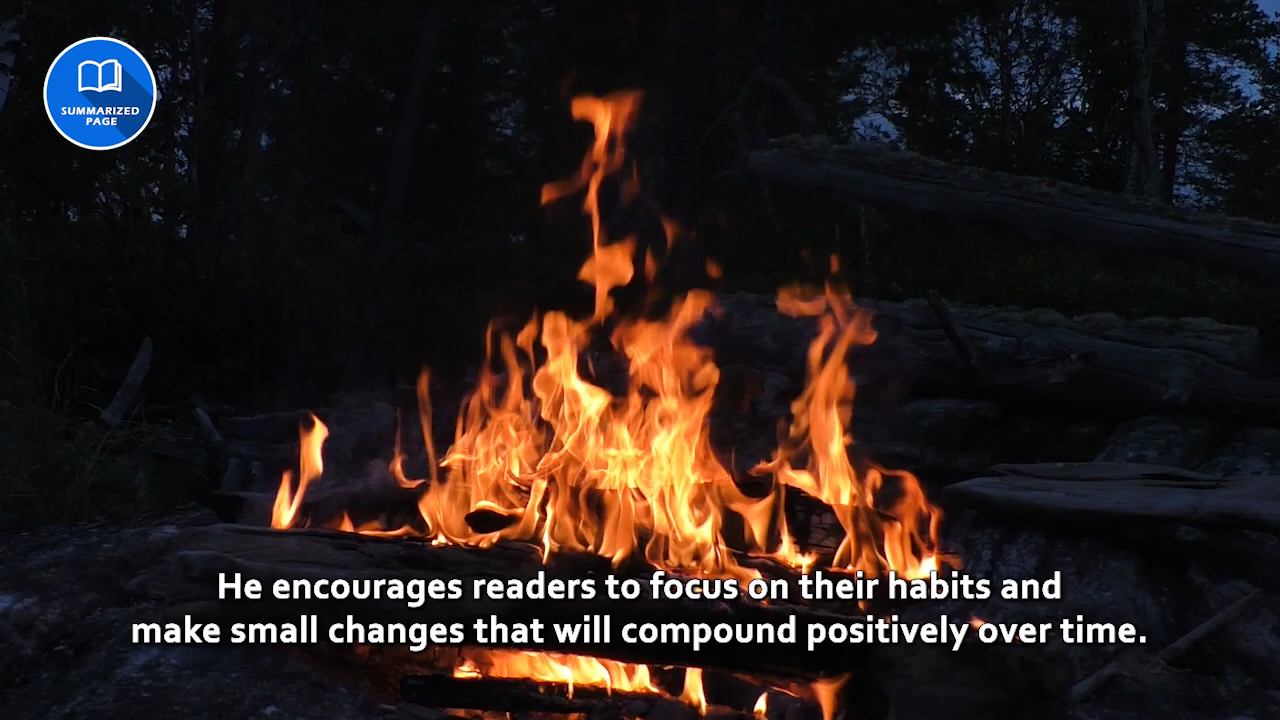 SUMMARIZED
PAGE
He encourages readers to focus on their habits and
make small changes that will compound positively over time.